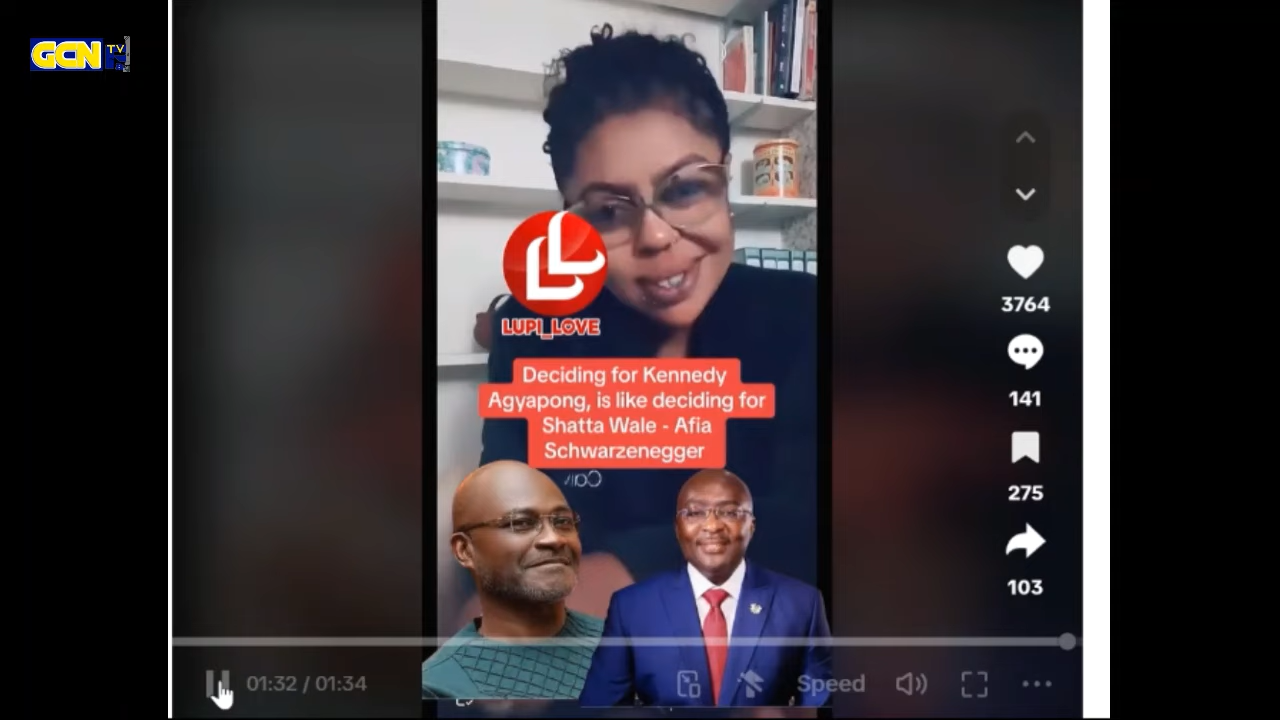 GCN TV
3764
LUPI_LOVE
Deciding for Kennedy
Agyapong, is like deciding for
Shatta Wale - Afia
Schwarzenegger
141
275
103
01:32 / 01:34
Speed